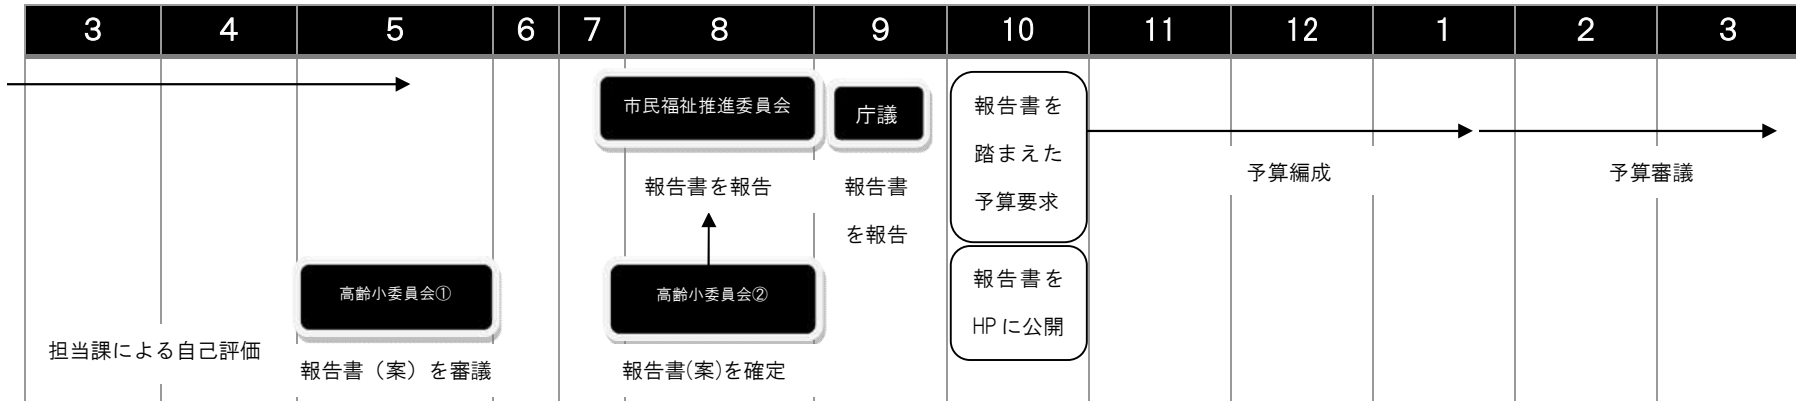 3 4 5 6 7 8 9 10 11 12 1 2 3
市民福祉推進委員会
報告書を報告
庁議
報告書
を報告
報告書を
踏まえた
予算要求
予算編成
予算審議
高齢小委員会①
報告書（案）を審議
高齢小委員会②
報告書(案)を確定
報告書を
HPに公開
担当課による自己評価